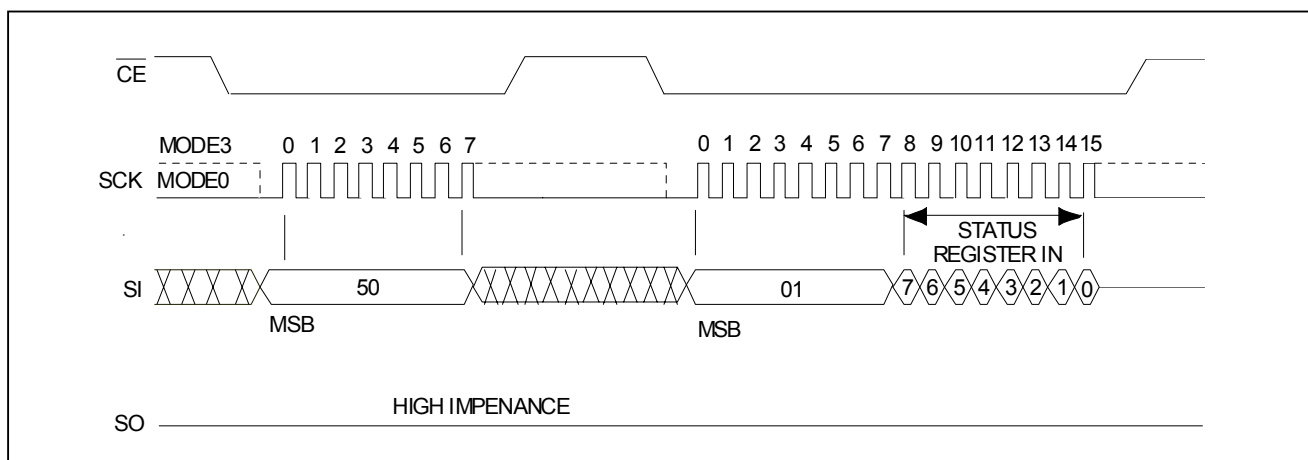 CE
MODE3
0 1 2 3 4 5 6 7
0 1 2 3 4 5 6 7 8 9 10 11 12 13 14 15
SCK
MODE0
STATUS
REGISTER IN
SI
50
01
7 6 5 4 3 2 1 0
MSB
MSB
HIGH IMPENANCE
SO